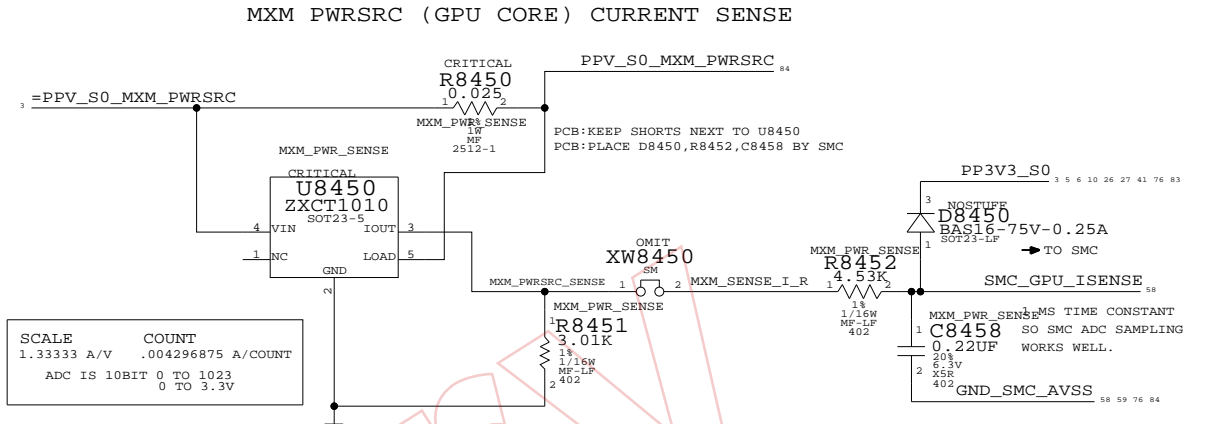 MXM PWRSRC (GPU CORE) CURRENT SENSE
CRITICAL
R8450
0.025
1 2
1%
1W
MF
2512-1
MXM_PWR_SENSE
PPV_S0_MXM_PWRSRC 84
3 =PPV_S0_MXM_PWRSRC
PCB:KEEP SHORTS NEXT TO U8450
PCB:PLACE D8450,R8452,C8458 BY SMC
MXM_PWR_SENSE
CRITICAL
U8450
ZXCT1010
SOT23-5
4 VIN IOUT 3
1 NC LOAD 5
GND
2
PP3V3_S0 3 5 6 10 26 27 41 76 83
3
NOSTUFF
D8450
BAS16-75V-0.25A
SOT23-LF
1
TO SMC
OMIT
XW8450
SM
MXM_PWRSRC_SENSE 1 2 MXM_SENSE_I_R
MXM_PWR_SENSE
R8452
4.53K
1 2
1%
1/16W
MF-LF
402
SMC_GPU_ISENSE 58
MXM_PWR_SENSE
1
R8451
3.01K
1%
1/16W
MF-LF
2 402
MXM_PWR_SENSE
1 C8458
0.22UF
20%
6.3V
2 X5R
402
1 MS TIME CONSTANT
SO SMC ADC SAMPLING
WORKS WELL.
GND_SMC_AVSS 58 59 76 84
SCALE COUNT
1.33333 A/V .004296875 A/COUNT
ADC IS 10BIT 0 TO 1023
0 TO 3.3V